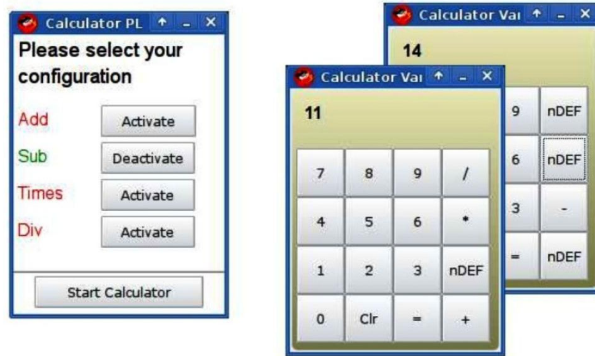 Calculator PL
Please select your
configuration
Add Activate
Sub Deactivate
Times Activate
Div Activate
Start Calculator
Calculator Var
11
7 8 9 /
4 5 6 *
1 2 3 nDEF
0 Clr = +
Calculator Var
14
9 nDEF
6 nDEF
3 -
= nDEF